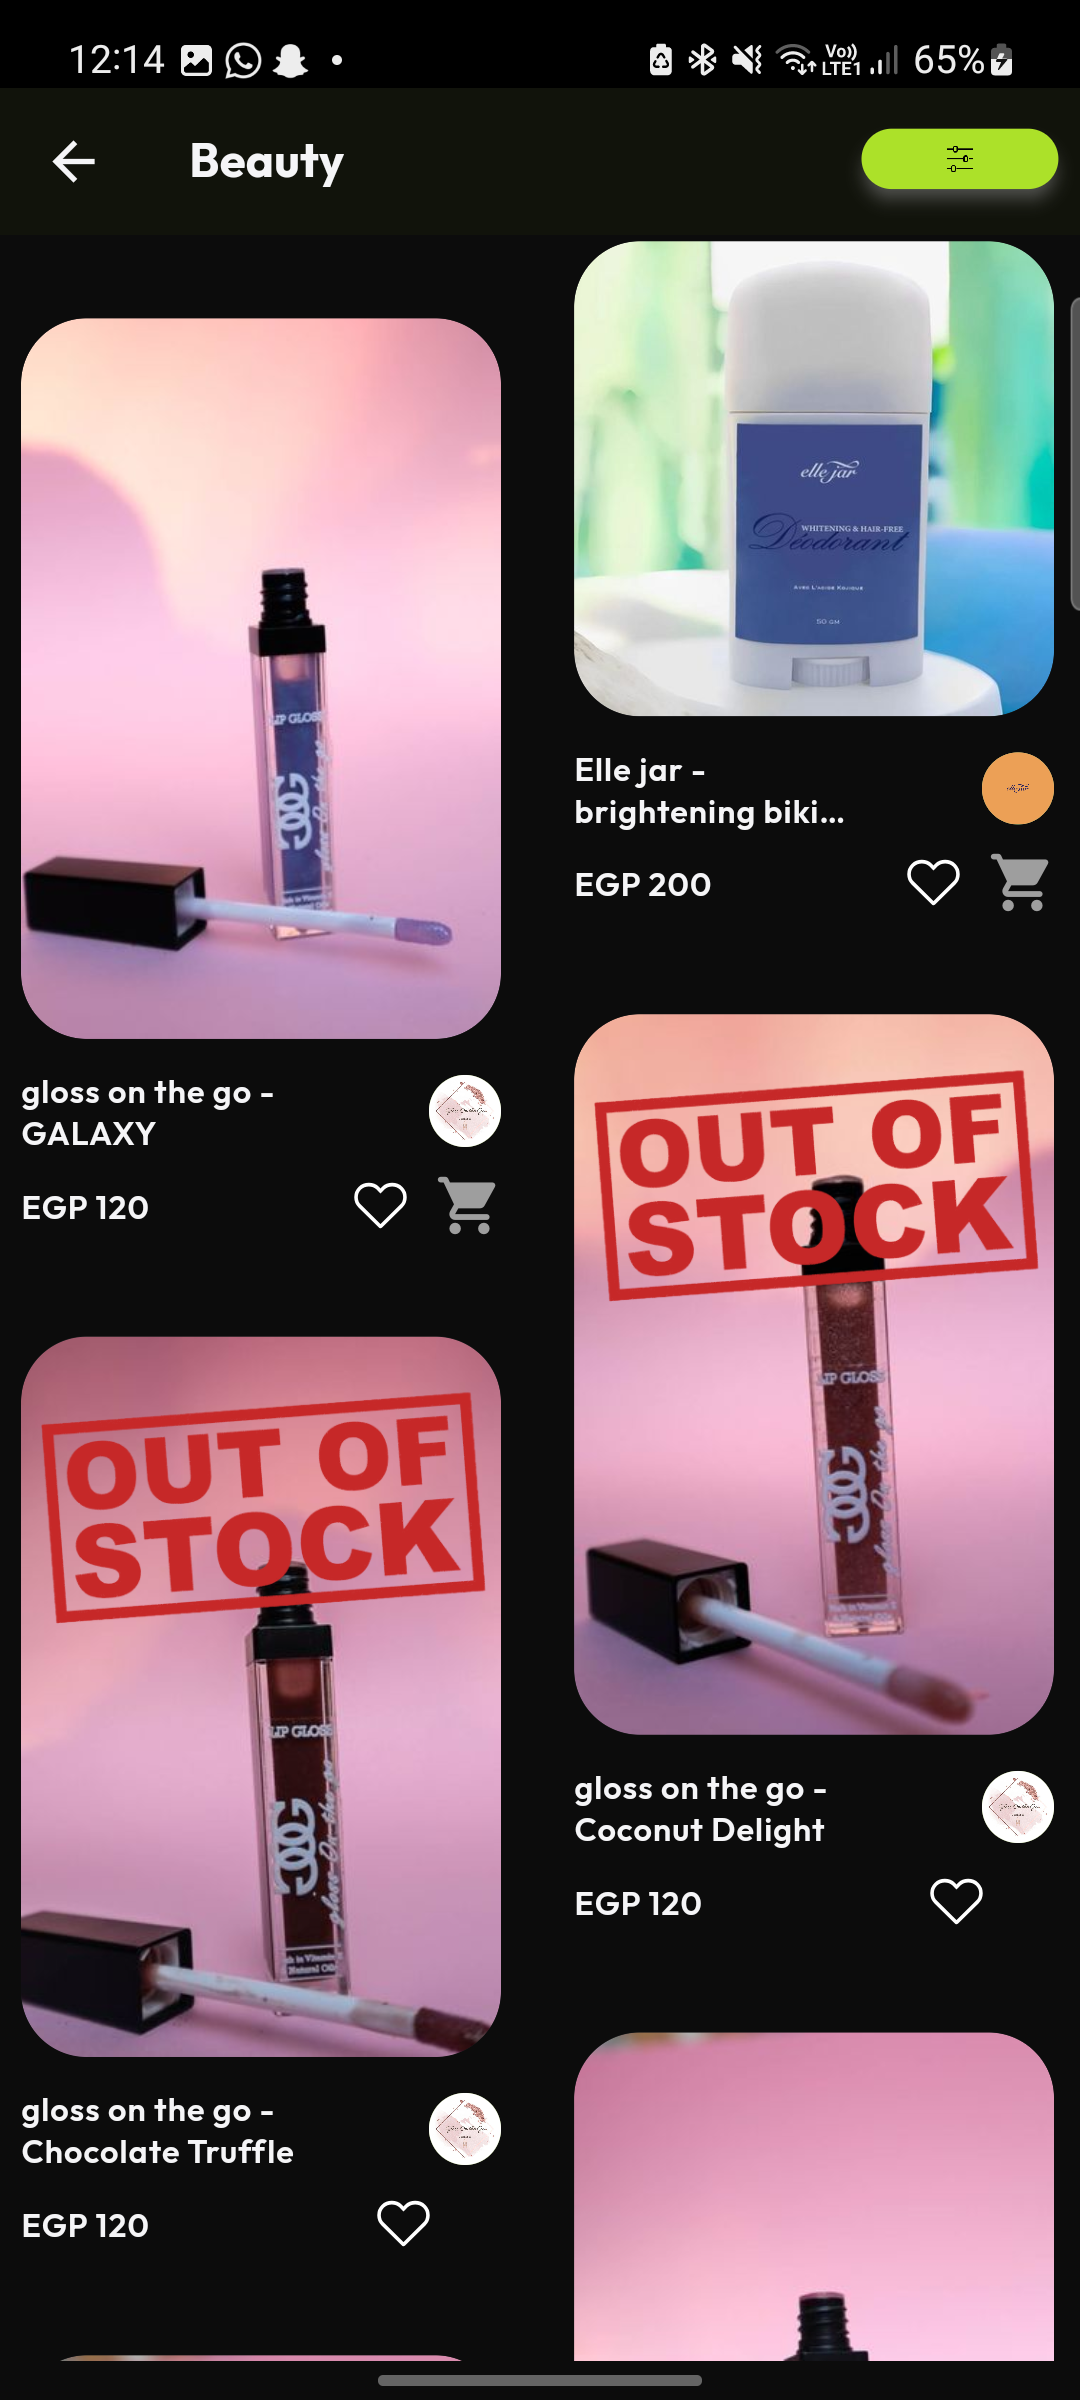 12:14
Vo))
LTE1
65%
Beauty
LIP GLOSS
gloss On the go
gloss on the go -
GALAXY
EGP 120
elle jar
WHITENING & HAIR-FREE
Déodorant
AVEC L'ACIDE KOJIQUE
50 GM
Elle jar -
brightening biki...
EGP 200
OUT OF
STOCK
LIP GLOSS
gloss On the go
gloss on the go -
Chocolate Truffle
EGP 120
OUT OF
STOCK
LIP GLOSS
gloss On the go
gloss on the go -
Coconut Delight
EGP 120